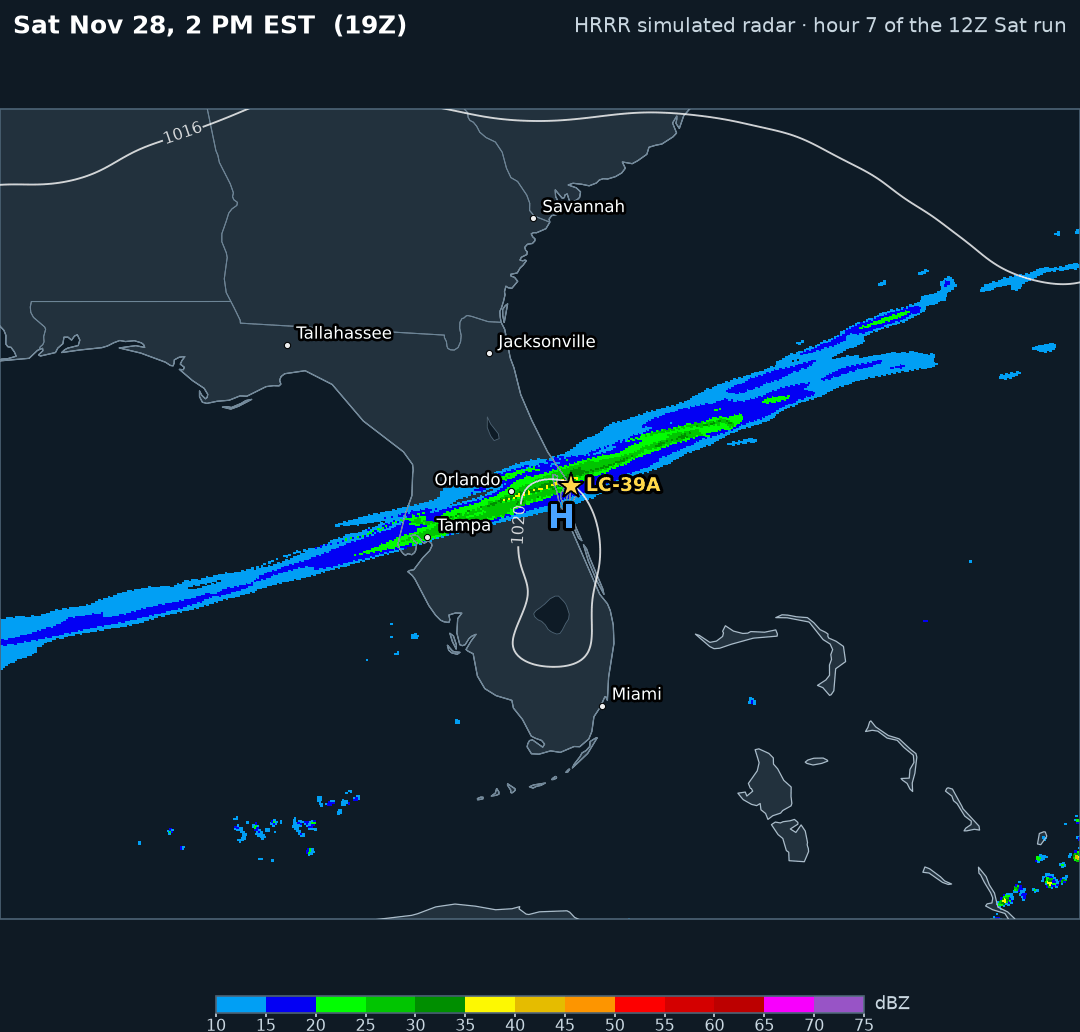 Sat Nov 28, 2 PM EST (19Z)
HRRR simulated radar · hour 7 of the 12Z Sat run
1016
Savannah
Tallahassee
Jacksonville
Orlando
LC-39A
H
1020
Tampa
Miami
10 15 20 25 30 35 40 45 50 55 60 65 70 75
dBZ